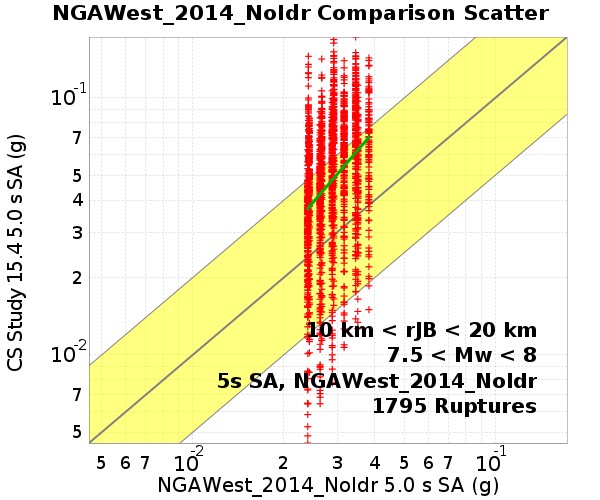 NGAWest_2014_NoIdr Comparison Scatter
CS Study 15.4 5.0 s SA (g)
10⁻¹
7
5
4
3
2
10⁻²
7
5
10 km < rJB < 20 km
7.5 < Mw < 8
5s SA, NGAWest_2014_NoIdr
1795 Ruptures
5 6 7 10⁻² 2 3 4 5 6 7 10⁻¹
NGAWest_2014_NoIdr 5.0 s SA (g)